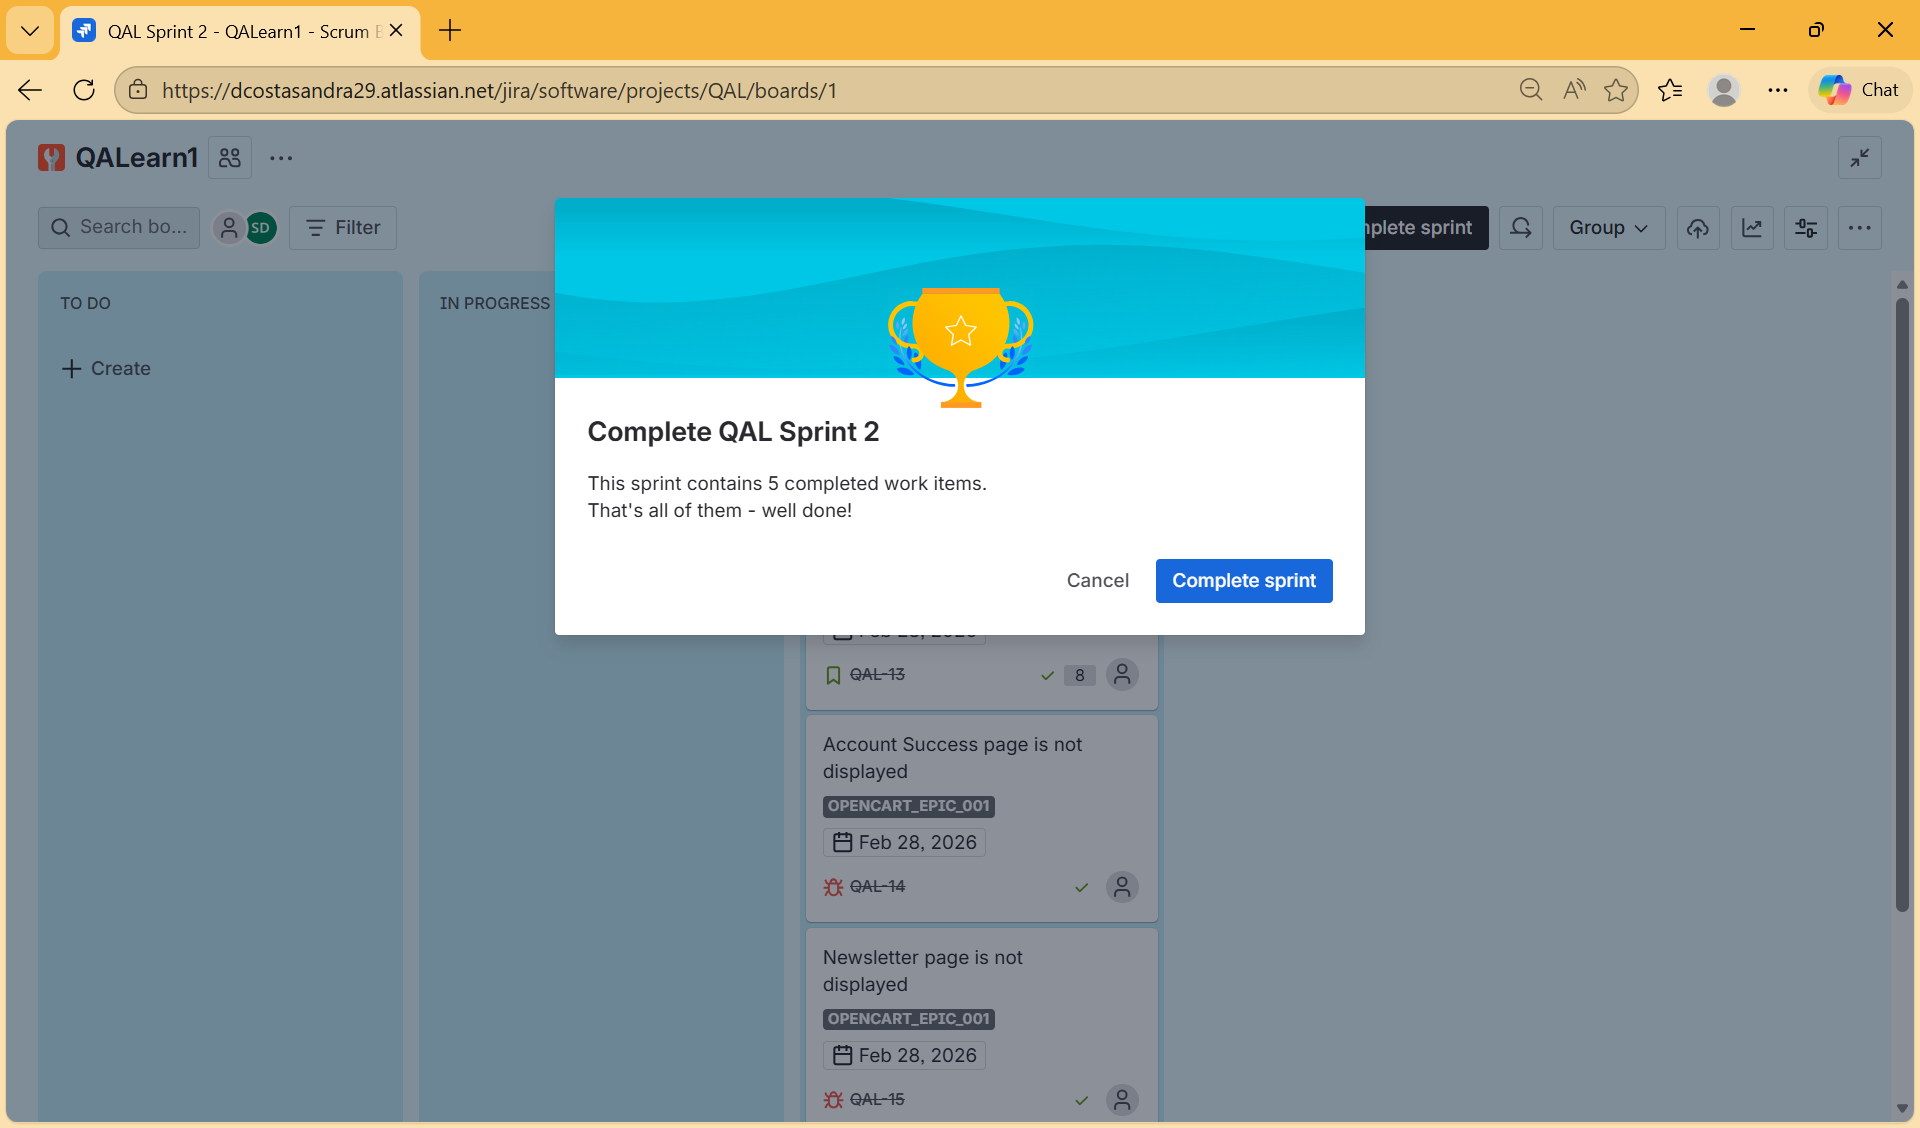 QAL Sprint 2 - QALearn1 - Scrum
https://dcostasandra29.atlassian.net/jira/software/projects/QAL/boards/1
Chat
QALearn1
Search bo...
SD
Filter
plete sprint
Group
TO DO
IN PROGRESS
Create
Complete QAL Sprint 2
This sprint contains 5 completed work items.
That's all of them - well done!
Cancel
Complete sprint
QAL-13
8
Account Success page is not
displayed
OPENCART_EPIC_001
Feb 28, 2026
QAL-14
Newsletter page is not
displayed
OPENCART_EPIC_001
Feb 28, 2026
QAL-15